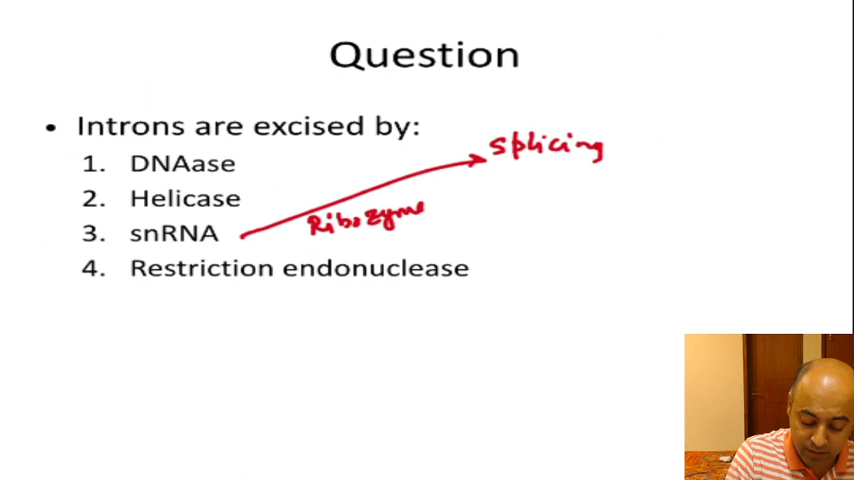 Question
• Introns are excised by:
splicing
1. DNAase
2. Helicase
Ribozyme
3. snRNA
4. Restriction endonuclease